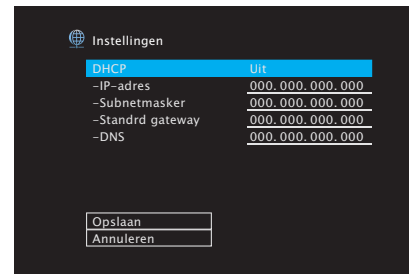 Instellingen
DHCP Uit
-IP-adres 000.000.000.000
-Subnetmasker 000.000.000.000
-Standrd gateway 000.000.000.000
-DNS 000.000.000.000
Opslaan
Annuleren